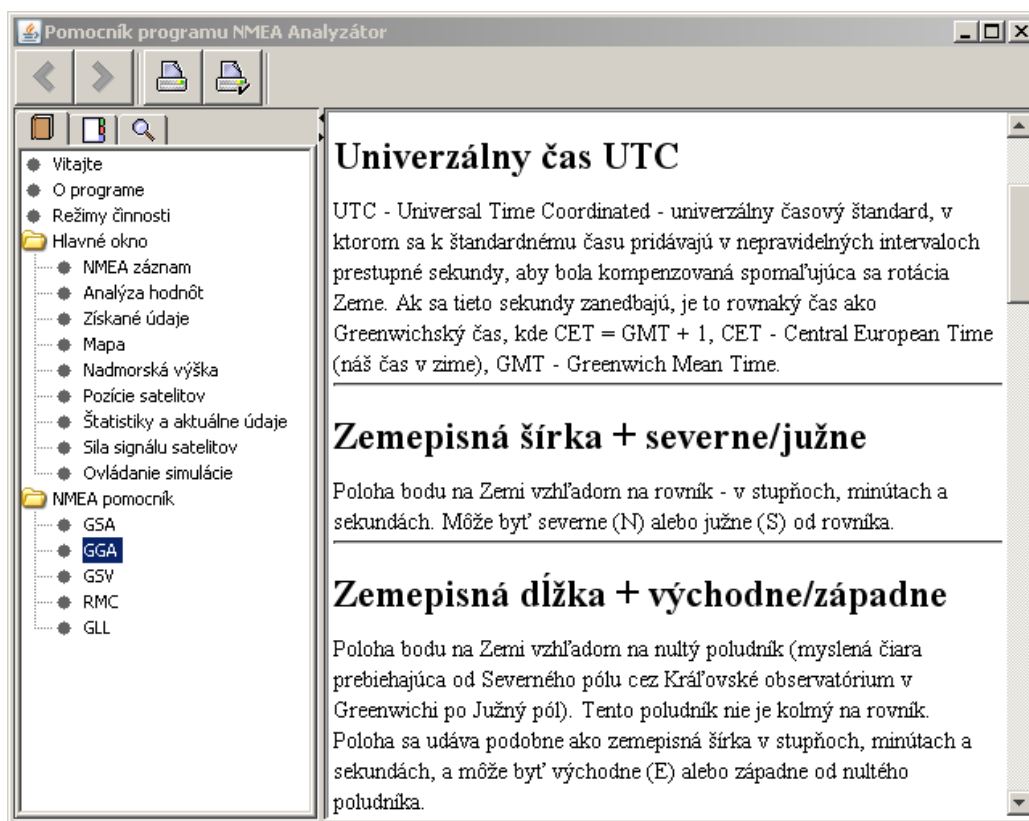 Pomocník programu NMEA Analyzátor
Vitajte
O programe
Režimy činnosti
Hlavné okno
NMEA záznam
Analýza hodnôt
Získané údaje
Mapa
Nadmorská výška
Pozície satelitov
Štatistiky a aktuálne údaje
Sila signálu satelitov
Ovládanie simulácie
NMEA pomocník
GSA
GGA
GSV
RMC
GLL
Univerzálny čas UTC
UTC - Universal Time Coordinated - univerzálny časový štandard, v
ktorom sa k štandardnému času pridávajú v nepravidelných intervaloch
prestupné sekundy, aby bola kompenzovaná spomaľujúca sa rotácia
Zeme. Ak sa tieto sekundy zanedbajú, je to rovnaký čas ako
Greenwichský čas, kde CET = GMT + 1, CET - Central European Time
(náš čas v zime), GMT - Greenwich Mean Time.
Zemepisná šírka + severne/južne
Poloha bodu na Zemi vzhľadom na rovník - v stupňoch, minútach a
sekundách. Môže byť severne (N) alebo južne (S) od rovníka.
Zemepisná dĺžka + východne/západne
Poloha bodu na Zemi vzhľadom na nultý poludník (myslená čiara
prebiehajúca od Severného pólu cez Kráľovské observatórium v
Greenwichi po Južný pól). Tento poludník nie je kolmý na rovník.
Poloha sa udáva podobne ako zemepisná šírka v stupňoch, minútach a
sekundách, a môže byť východne (E) alebo západne od nultého
poludníka.